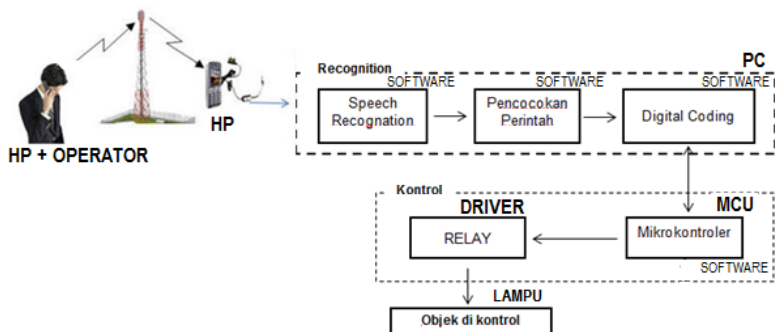 PC
Recognition
SOFTWARE
SOFTWARE
SOFTWARE
Speech
Recognation
Pencocokan
Perintah
Digital Coding
HP
HP + OPERATOR
Kontrol
DRIVER
MCU
RELAY
Mikrokontroler
SOFTWARE
LAMPU
Objek di kontrol